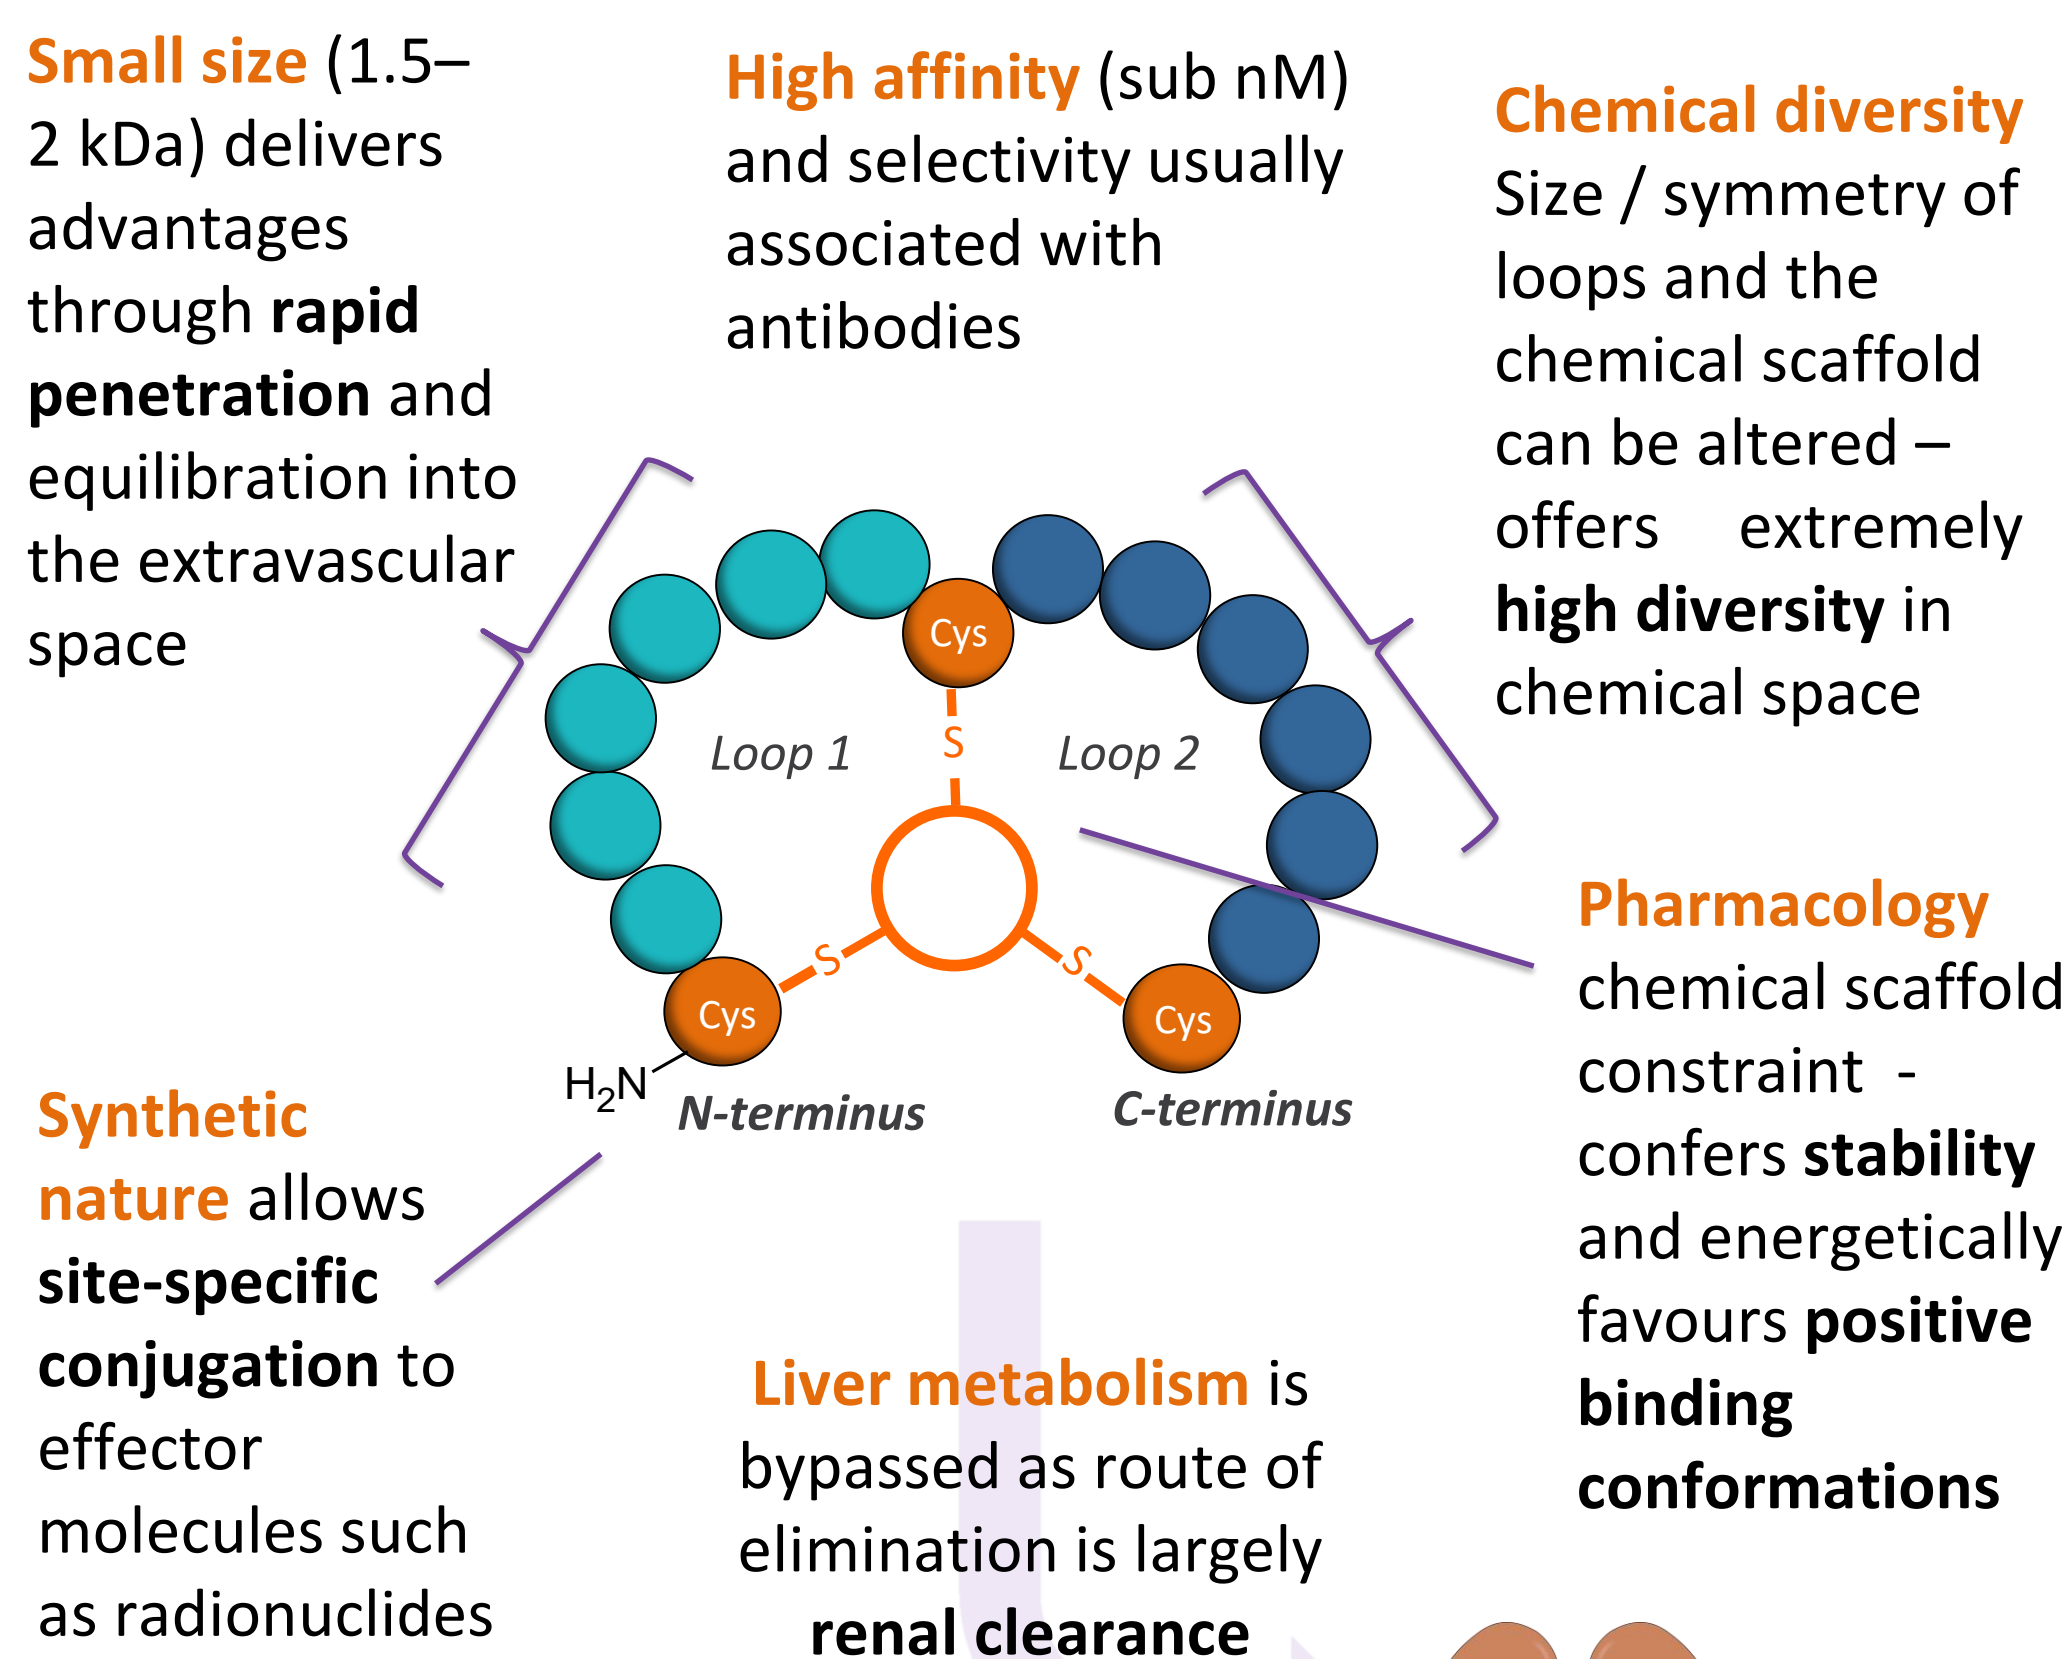 Small size (1.5–
2 kDa) delivers
advantages
through rapid
penetration and
equilibration into
the extravascular
space
High affinity (sub nM)
and selectivity usually
associated with
antibodies
Chemical diversity
Size / symmetry of
loops and the
chemical scaffold
can be altered –
offers extremely
high diversity in
chemical space
Cys
S
Loop 1
Loop 2
S
S
Cys
Cys
H₂N
N-terminus
C-terminus
Pharmacology
chemical scaffold
constraint -
confers stability
and energetically
favours positive
binding
conformations
Synthetic
nature allows
site-specific
conjugation to
effector
molecules such
as radionuclides
Liver metabolism is
bypassed as route of
elimination is largely
renal clearance